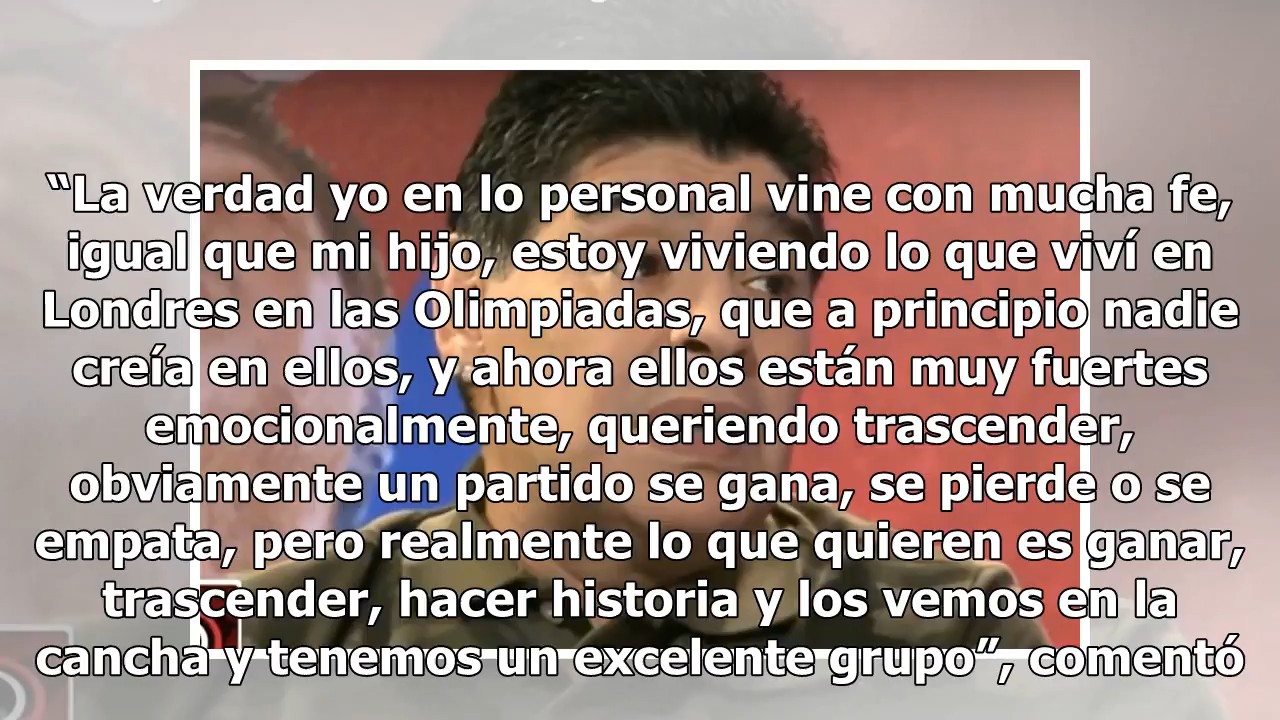 “La verdad yo en lo personal vine con mucha fe,
igual que mi hijo, estoy viviendo lo que viví en
Londres en las Olimpiadas, que a principio nadie
creía en ellos, y ahora ellos están muy fuertes
emocionalmente, queriendo trascender,
obviamente un partido se gana, se pierde o se
empata, pero realmente lo que quieren es ganar,
trascender, hacer historia y los vemos en la
cancha y tenemos un excelente grupo”, comentó